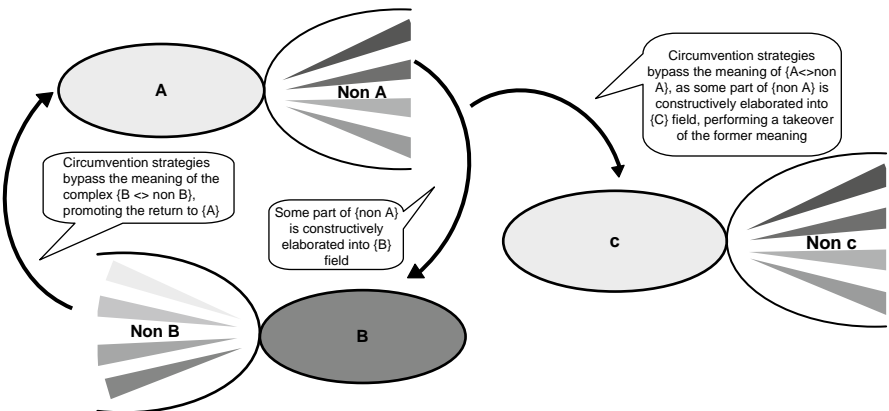 A
Non A
Circumvention strategies
bypass the meaning of {A<>non
A}, as some part of {non A} is
constructively elaborated into
{C} field, performing a takeover
of the former meaning
Circumvention strategies
bypass the meaning of the
complex {B <> non B},
promoting the return to {A}
Some part of {non A}
is constructively
elaborated into {B}
field
c
Non c
Non B
B